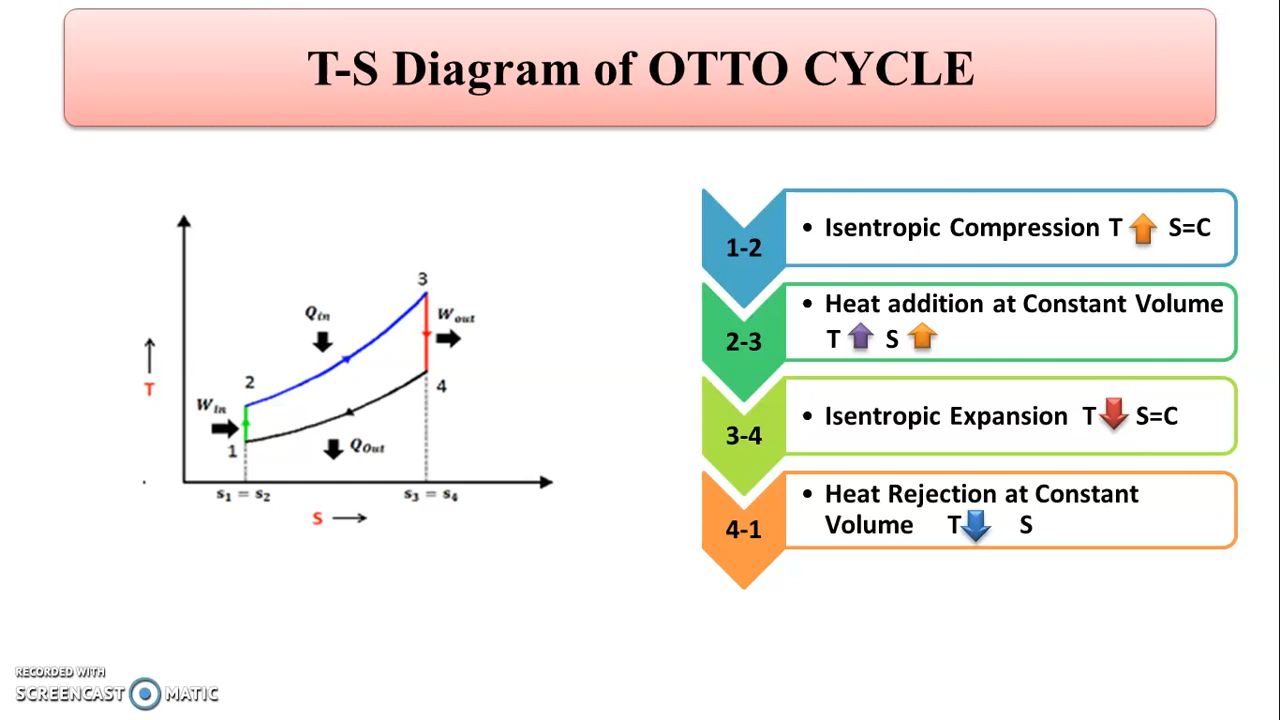 T-S Diagram of OTTO CYCLE
3
Qin
Wout
2
4
Win
1
QOut
T
s1 = s2
s3 = s4
S
1-2
• Isentropic Compression T S=C
2-3
• Heat addition at Constant Volume
T S
3-4
• Isentropic Expansion T S=C
4-1
• Heat Rejection at Constant
Volume T S
RECORDED WITH
SCREENCAST MATIC